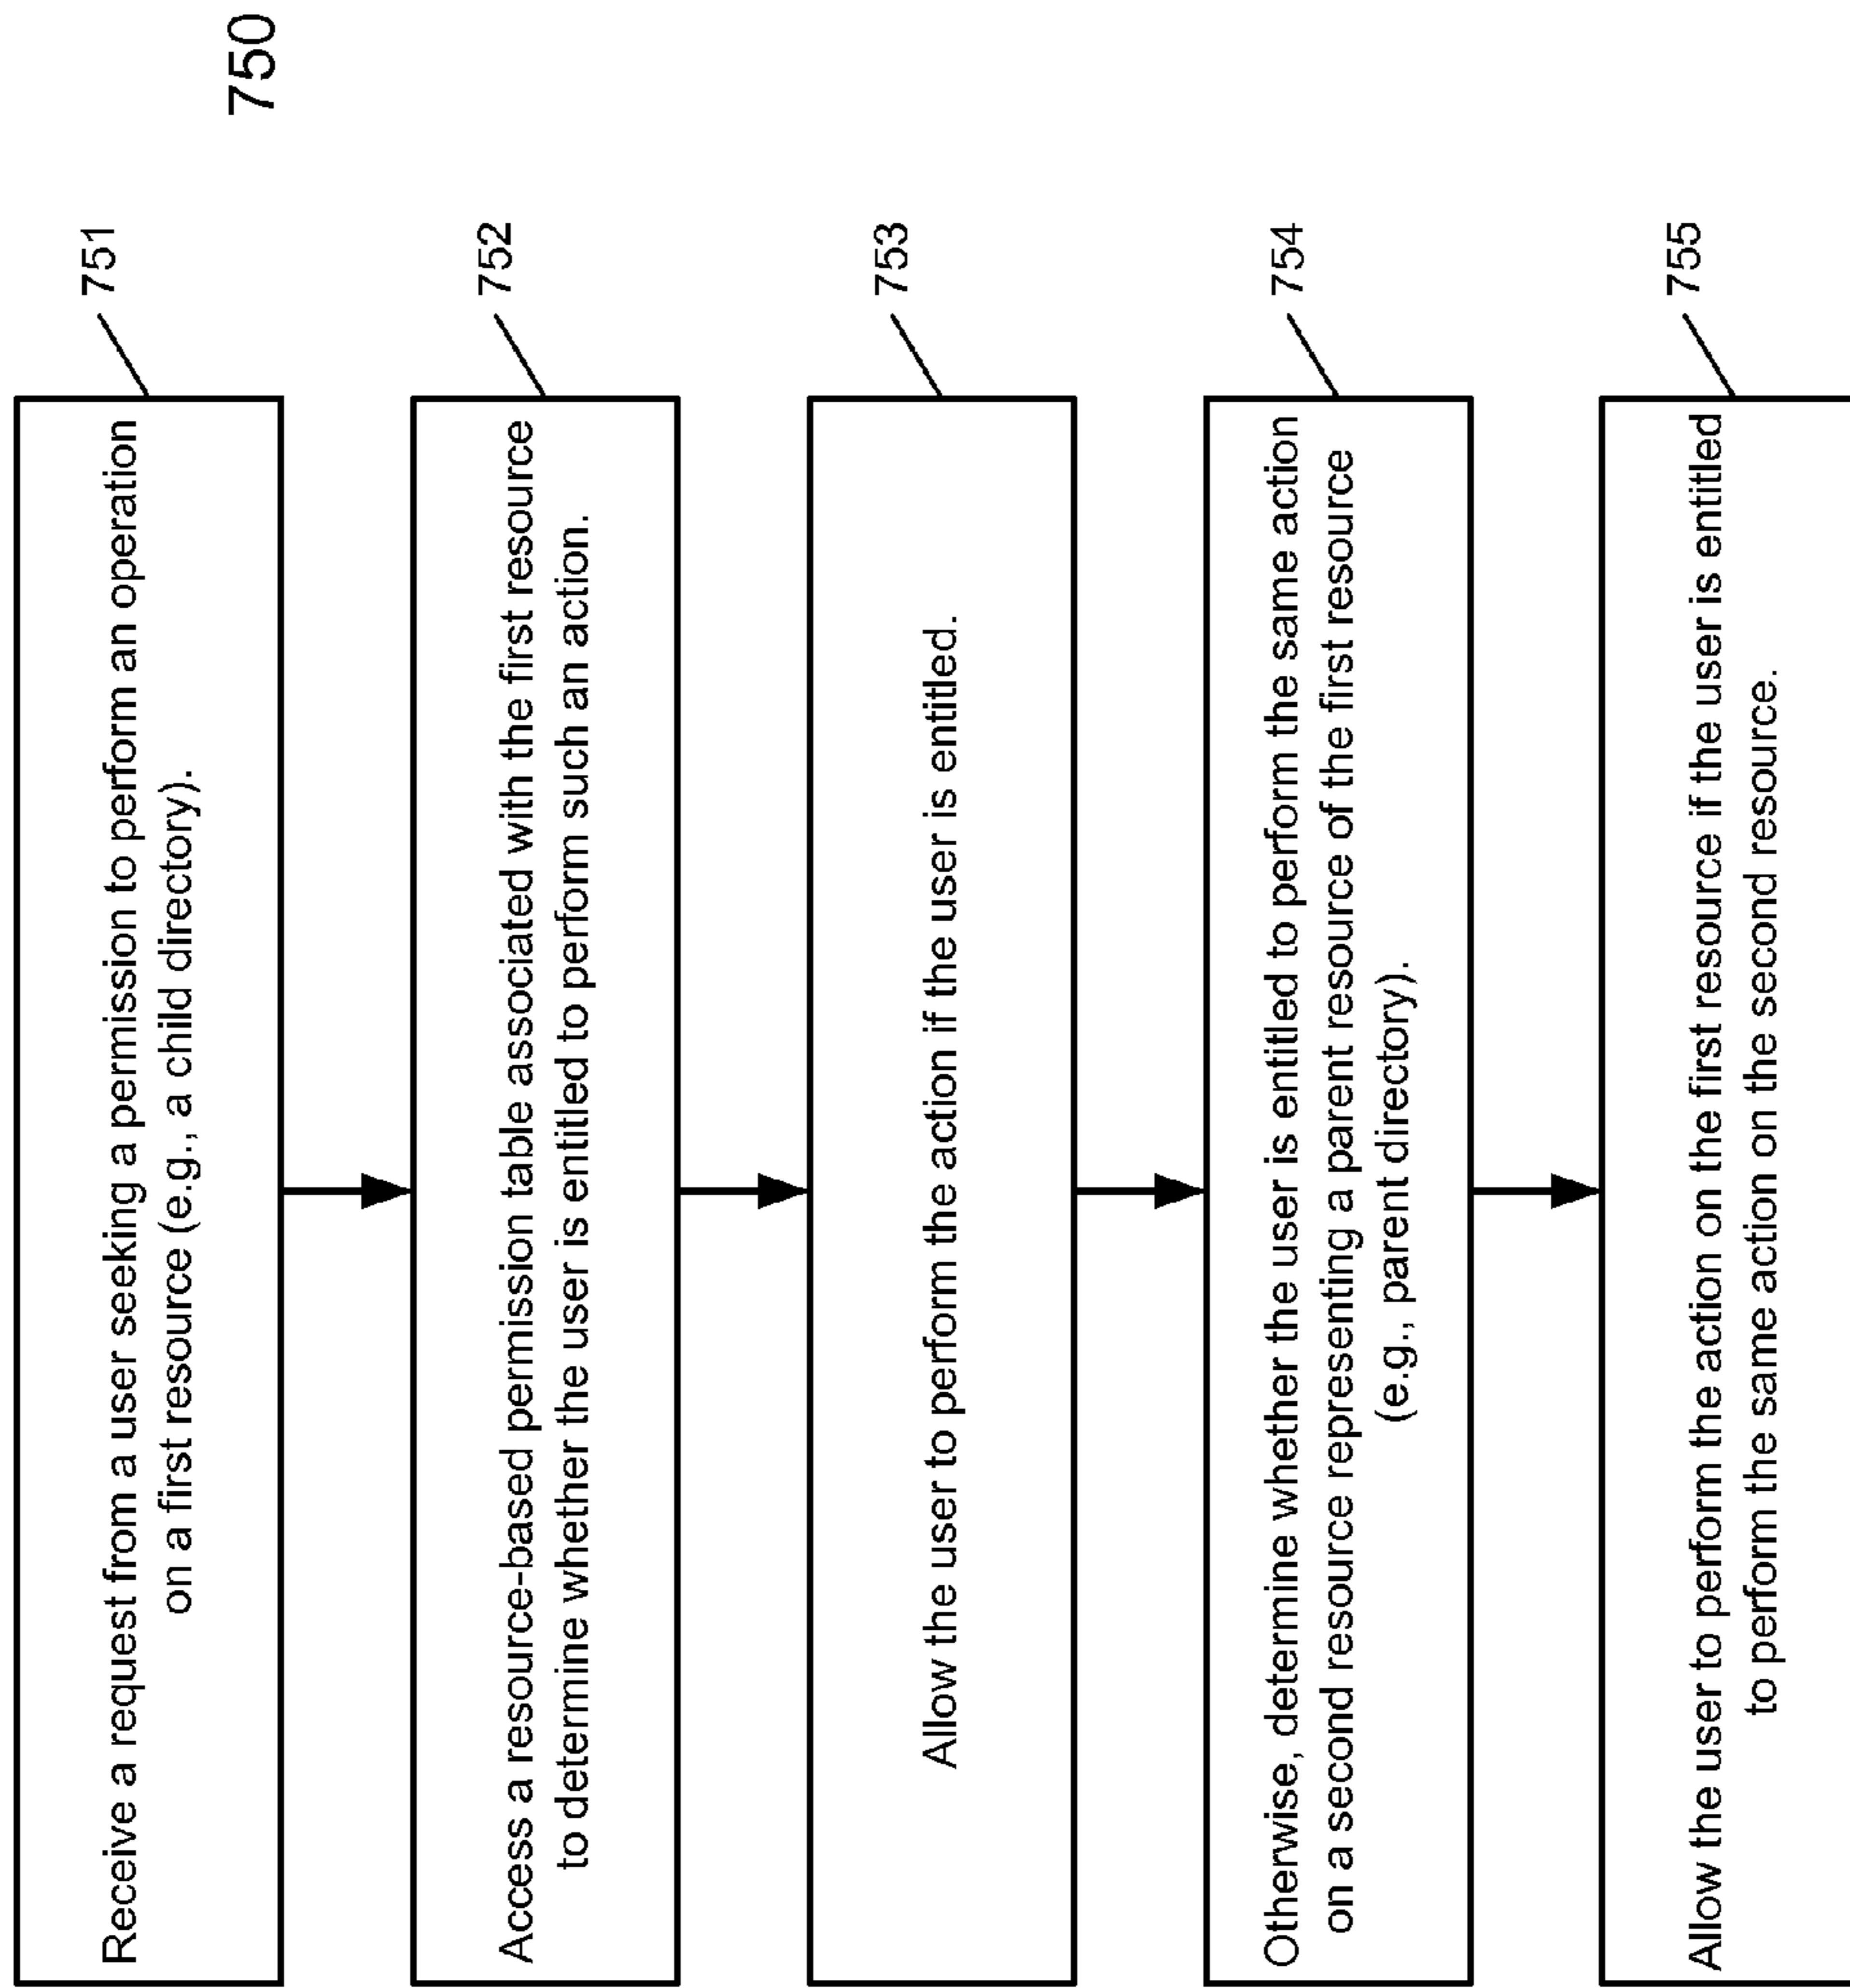 750
751
Receive a request from a user seeking a permission to perform an operation
on a first resource (e.g., a child directory).
752
Access a resource-based permission table associated with the first resource
to determine whether the user is entitled to perform such an action.
753
Allow the user to perform the action if the user is entitled.
754
Otherwise, determine whether the user is entitled to perform the same action
on a second resource representing a parent resource of the first resource
(e.g., parent directory).
755
Allow the user to perform the action on the first resource if the user is entitled
to perform the same action on the second resource.